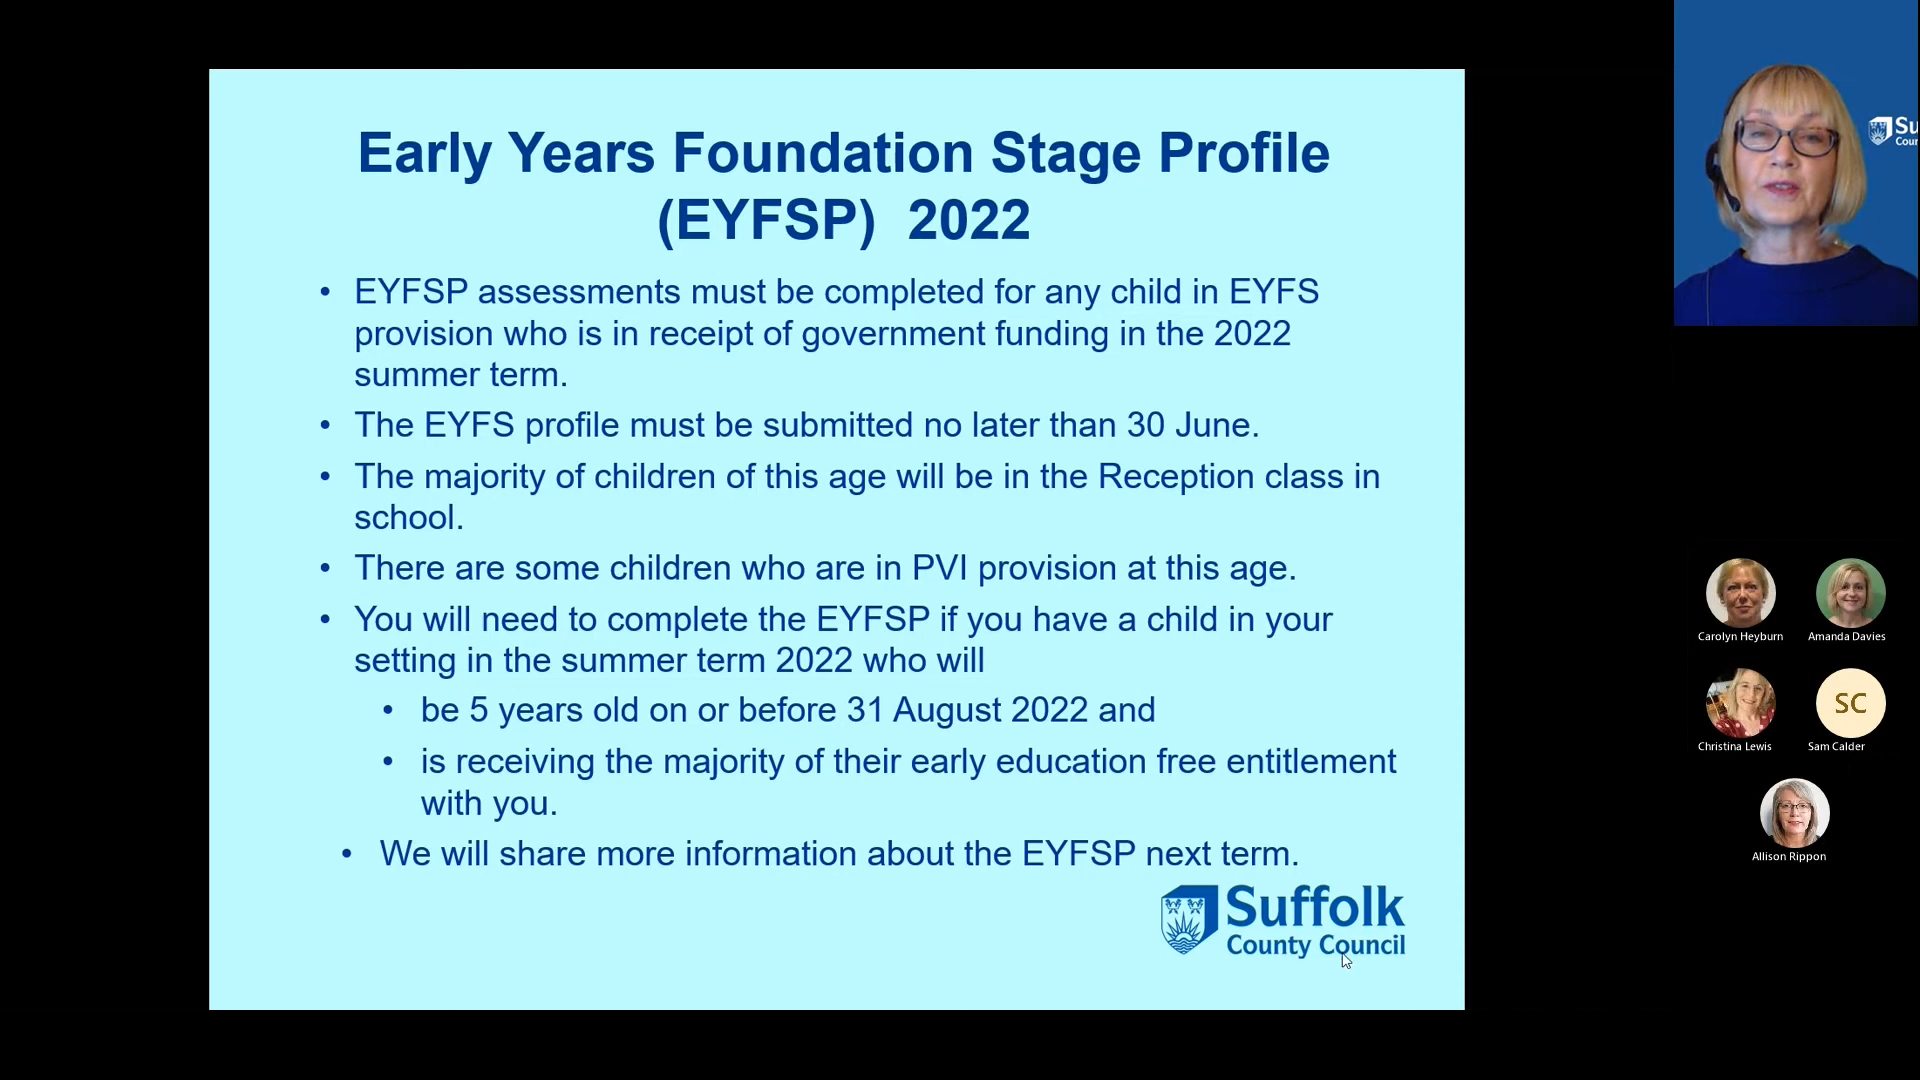 Early Years Foundation Stage Profile
(EYFSP) 2022
• EYFSP assessments must be completed for any child in EYFS
provision who is in receipt of government funding in the 2022
summer term.
• The EYFS profile must be submitted no later than 30 June.
• The majority of children of this age will be in the Reception class in
school.
• There are some children who are in PVI provision at this age.
• You will need to complete the EYFSP if you have a child in your
setting in the summer term 2022 who will
• be 5 years old on or before 31 August 2022 and
• is receiving the majority of their early education free entitlement
with you.
• We will share more information about the EYFSP next term.
Suffolk
County Council
Su
Coun
Carolyn Heyburn
Amanda Davies
SC
Christina Lewis
Sam Calder
Allison Rippon